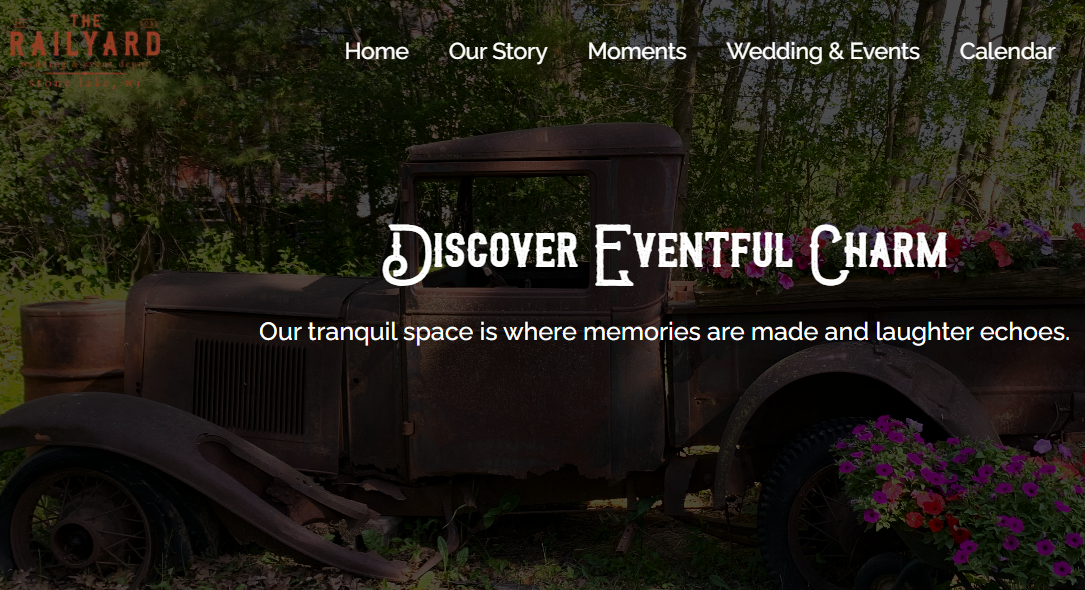 THE
RAILYARD
Home Our Story Moments Wedding & Events Calendar
Discover Eventful Charm
Our tranquil space is where memories are made and laughter echoes.